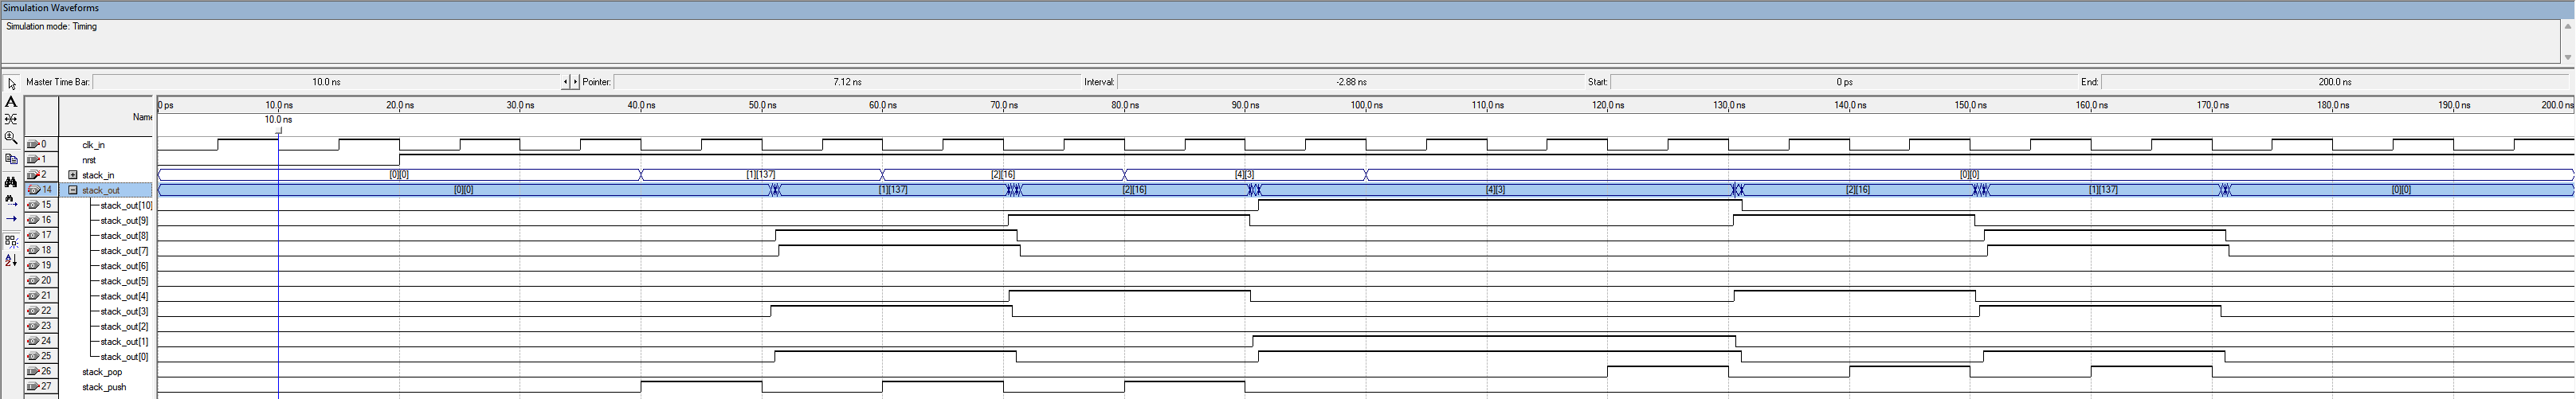 Simulation Waveforms
Simulation mode: Timing
Master Time Bar: 10.0 ns Pointer: 7.12 ns Interval: -2.88 ns Start: 0 ps End: 200.0 ns
Name 0 ps 10.0 ns 20.0 ns 30.0 ns 40.0 ns 50.0 ns 60.0 ns 70.0 ns 80.0 ns 90.0 ns 100.0 ns 110.0 ns 120.0 ns 130.0 ns 140.0 ns 150.0 ns 160.0 ns 170.0 ns 180.0 ns 190.0 ns 200.0 ns
10.0 ns
0 clk_in
1 nrst
2 stack_in [0][0] [1][137] [2][16] [4][3] [0][0]
14 stack_out [0][0] [1][137] [2][16] [4][3] [2][16] [1][137] [0][0]
15 stack_out[10]
16 stack_out[9]
17 stack_out[8]
18 stack_out[7]
19 stack_out[6]
20 stack_out[5]
21 stack_out[4]
22 stack_out[3]
23 stack_out[2]
24 stack_out[1]
25 stack_out[0]
26 stack_pop
27 stack_push